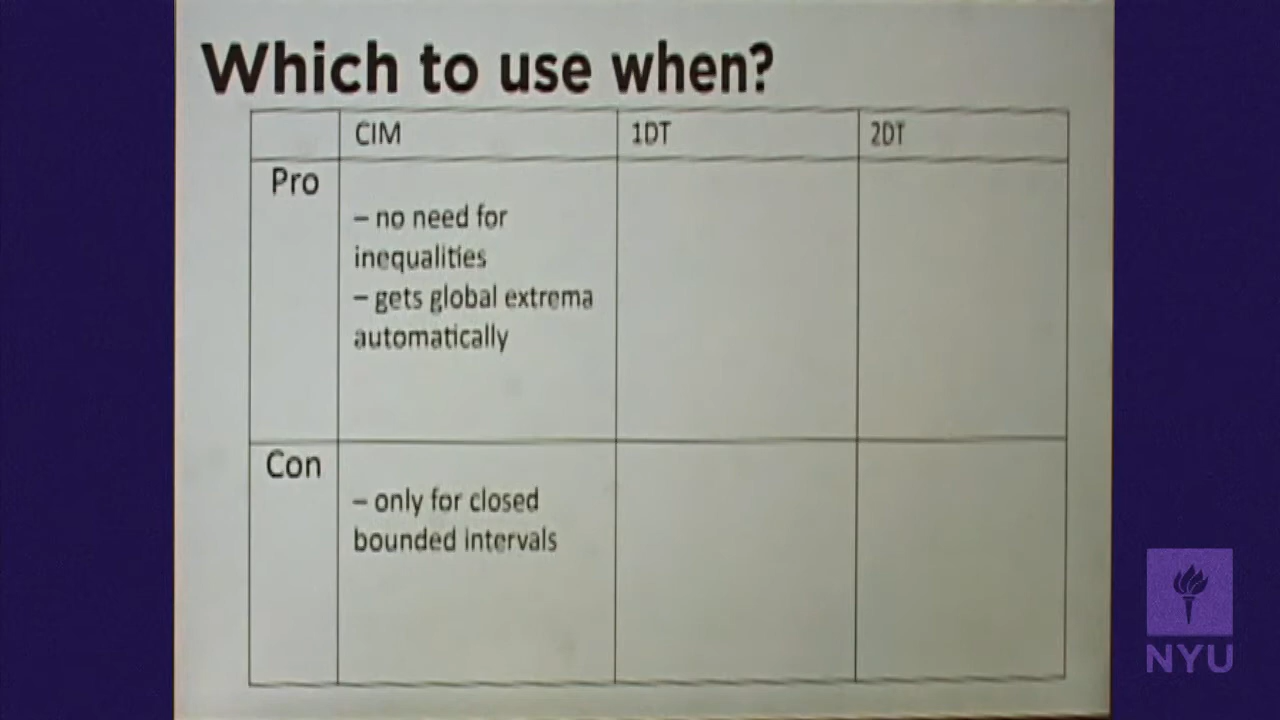 Which to use when?
CIM
1DT
2DT
Pro
– no need for
inequalities
– gets global extrema
automatically
Con
– only for closed
bounded intervals
NYU